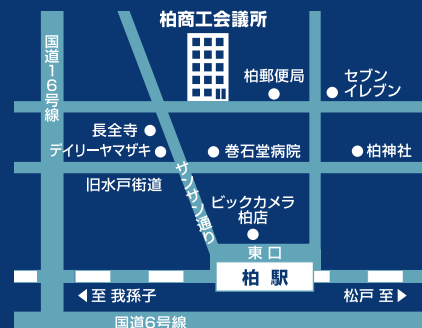 柏商工会議所
国道16号線
柏郵便局
セブン
イレブン
長全寺
デイリーヤマザキ
巻石堂病院
柏神社
旧水戸街道
サンサン通り
ビックカメラ
柏店
東口
柏駅
至 我孫子
松戸 至
国道6号線